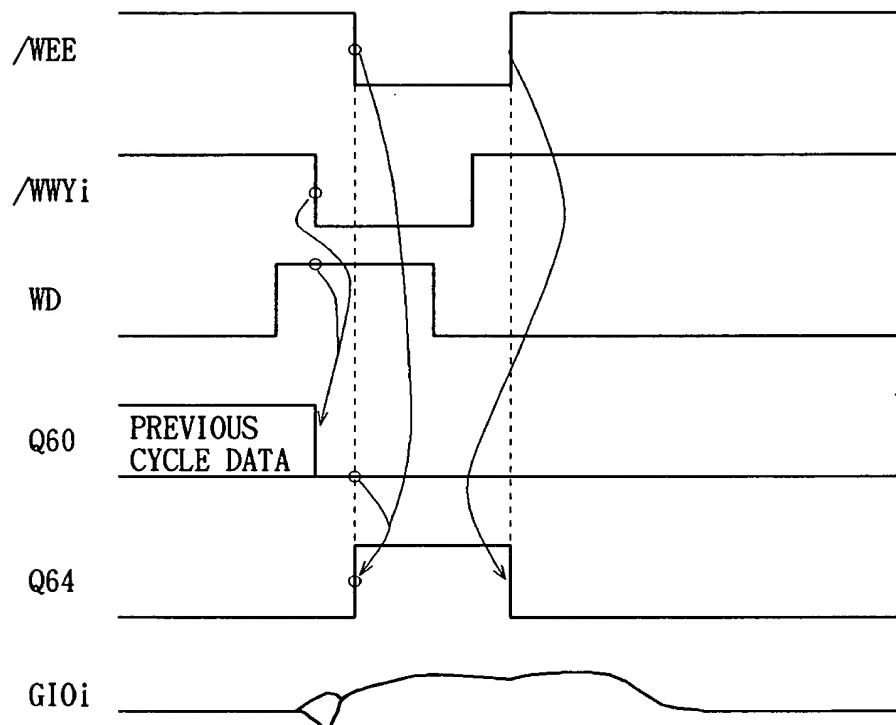 /WEE
/WWYi
WD
Q60
PREVIOUS
CYCLE DATA
Q64
GIOi